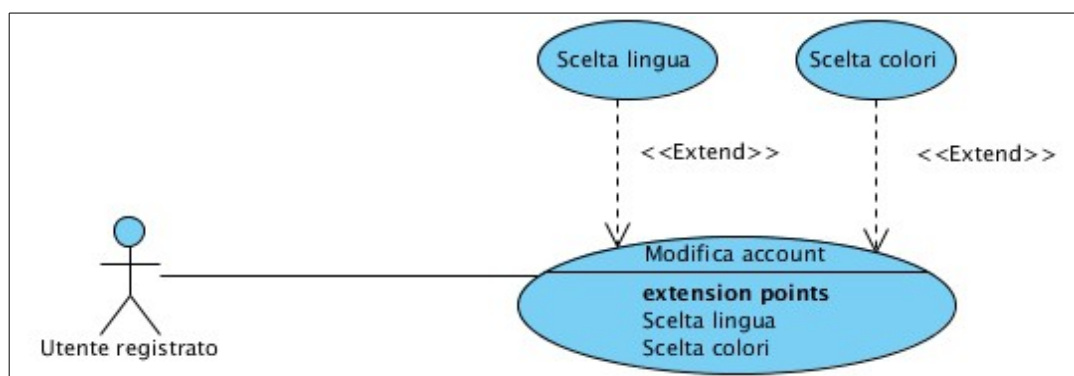 Scelta lingua
Scelta colori
<<Extend>>
<<Extend>>
Modifica account
extension points
Scelta lingua
Scelta colori
Utente registrato